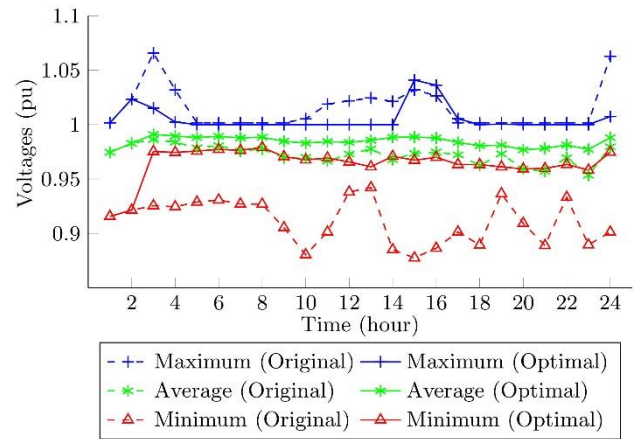 1.1
1.05
1
0.95
0.9
Voltages (pu)
2 4 6 8 10 12 14 16 18 20 22 24
Time (hour)
Maximum (Original) Maximum (Optimal)
Average (Original) Average (Optimal)
Minimum (Original) Minimum (Optimal)